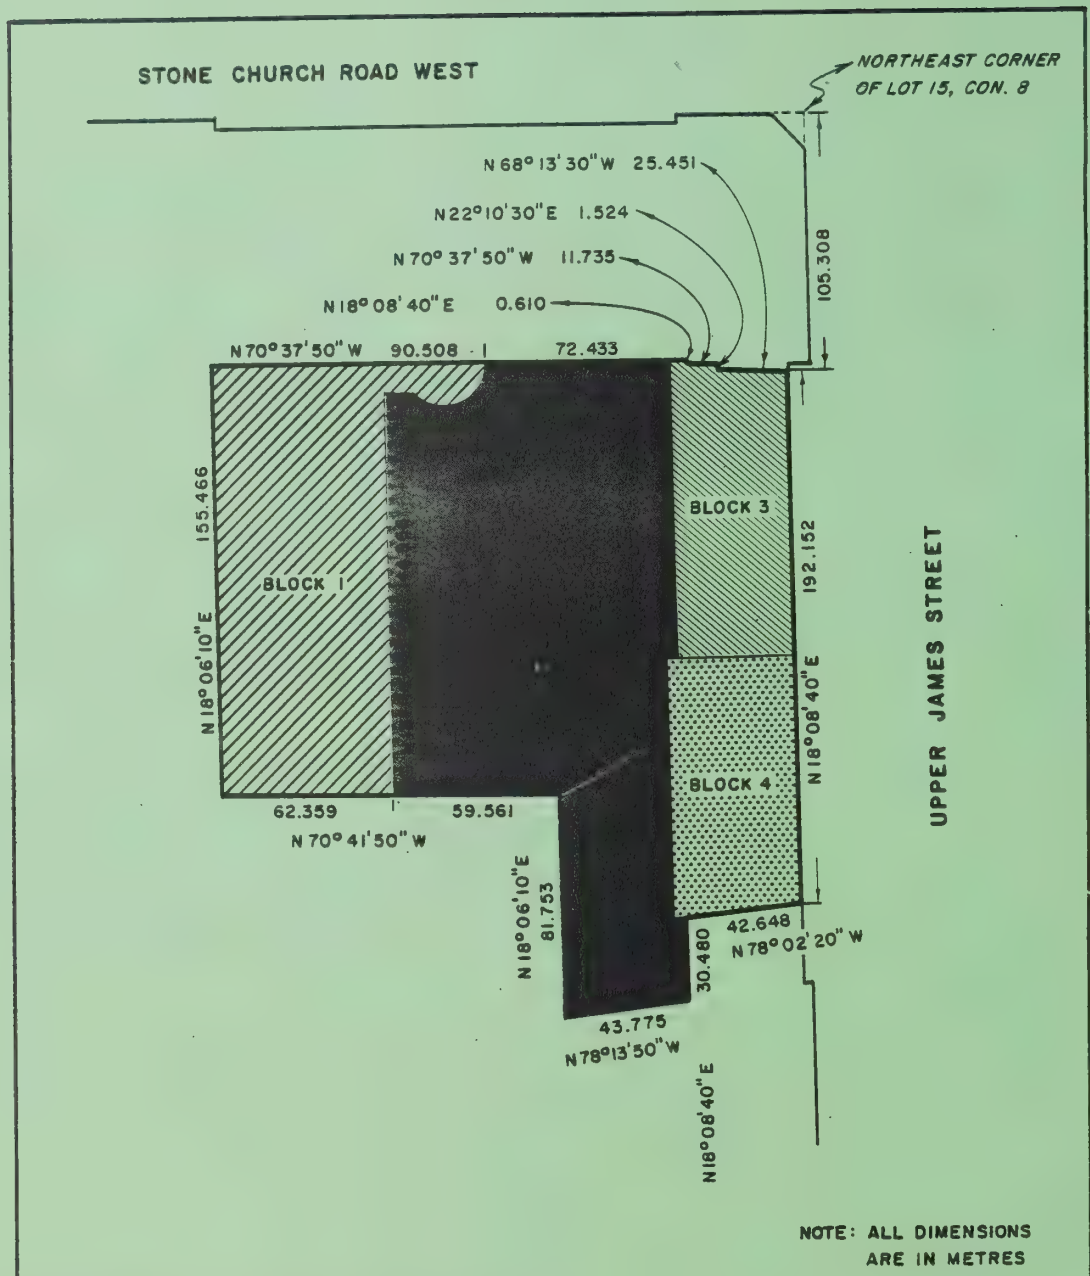 STONE CHURCH ROAD WEST
NORTHEAST CORNER
OF LOT 15, CON. 8
N 68° 13' 30" W 25.451
N 22° 10' 30" E 1.524
N 70° 37' 50" W 11.735
N 18° 08' 40" E 0.610
105.308
N 70° 37' 50" W 90.508
72.433
155.466
N 18° 06' 10" E
BLOCK 1
BLOCK 3
192.152
N 18° 08' 40" E
UPPER JAMES STREET
BLOCK 4
62.359
59.561
N 70° 41' 50" W
N 18° 06' 10" E
81.753
42.648
N 78° 02' 20" W
30.480
43.775
N 78° 13' 50" W
N 18° 08' 40" E
NOTE: ALL DIMENSIONS
ARE IN METRES